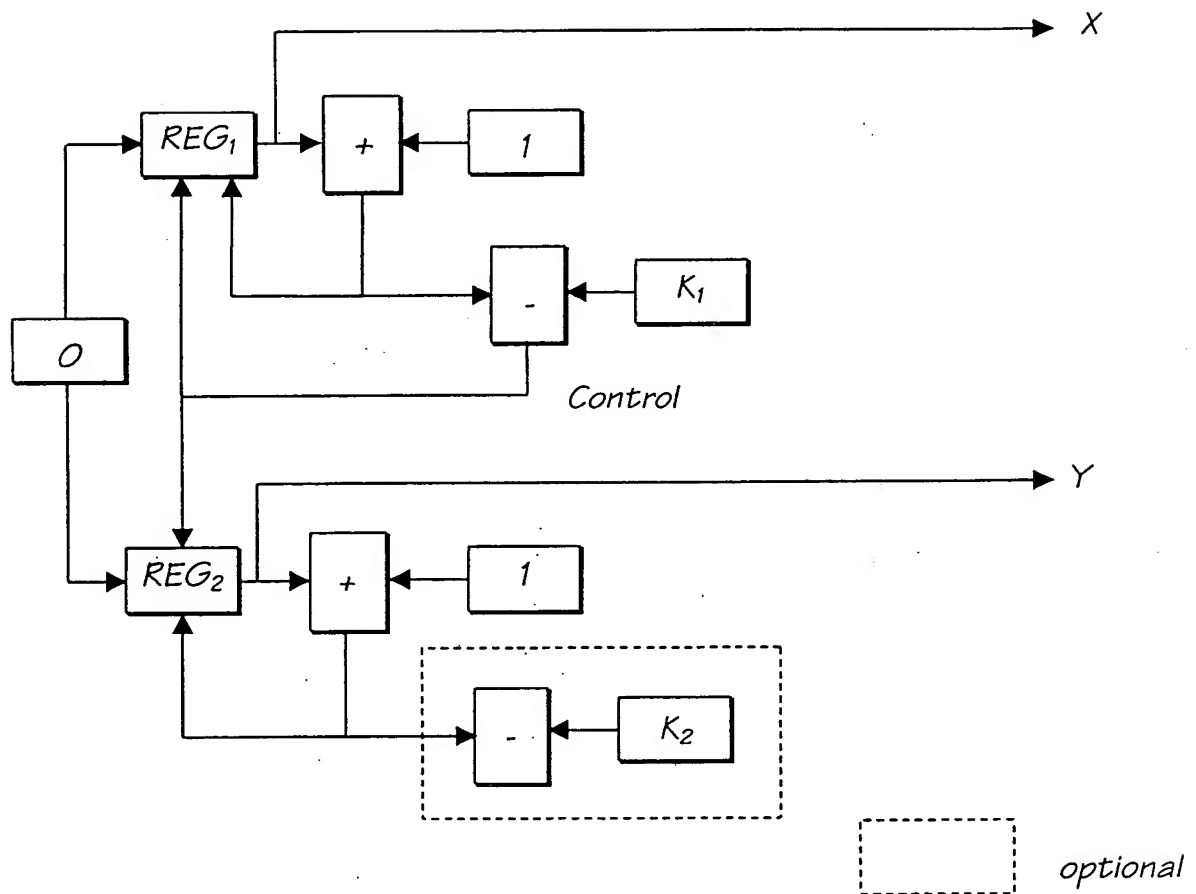 X
REG₁
+
1
-
K₁
0
Control
Y
REG₂
+
1
-
K₂
optional